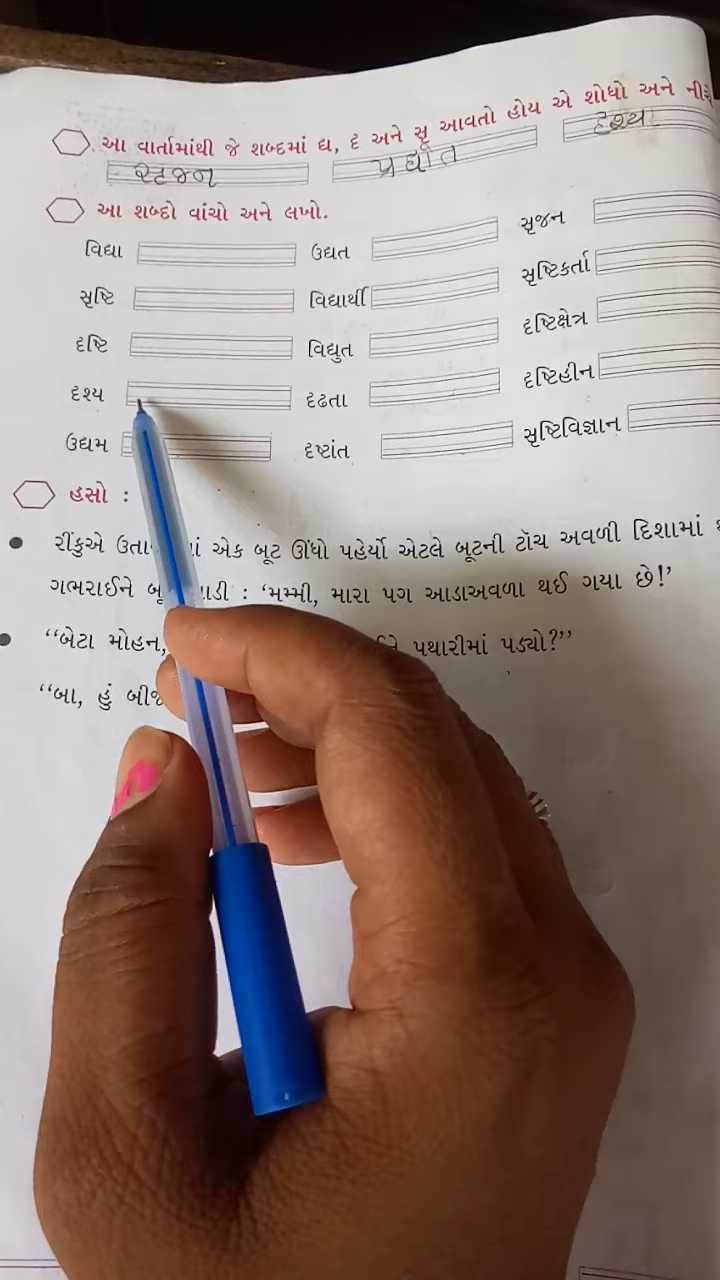 આ વાર્તામાંથી જે શબ્દમાં દ્ય, દૃ અને સૃ આવતો હોય એ શોધો અને નીચે
સૃજન પ્રદ્યોત દૃશ્ય
આ શબ્દો વાંચો અને લખો.
વિદ્યા ઉદ્યત સૃજન
સૃષ્ટિ વિદ્યાર્થી સૃષ્ટિકર્તા
દૃષ્ટિ વિદ્યુત દૃષ્ટિક્ષેત્ર
દૃશ્ય દૃઢતા દૃષ્ટિહીન
ઉદ્યમ દૃષ્ટાંત સૃષ્ટિવિજ્ઞાન
હસો :
રીંકુએ એક બૂટ ઊંધો પહેર્યો એટલે બૂટની ટૉચ અવળી દિશામાં
ગભરાઈને : ‘મમ્મી, મારા પગ આડાઅવળા થઈ ગયા છે!’
“બેટા મોહન, પથારીમાં પડ્યો?”
“બા, હું